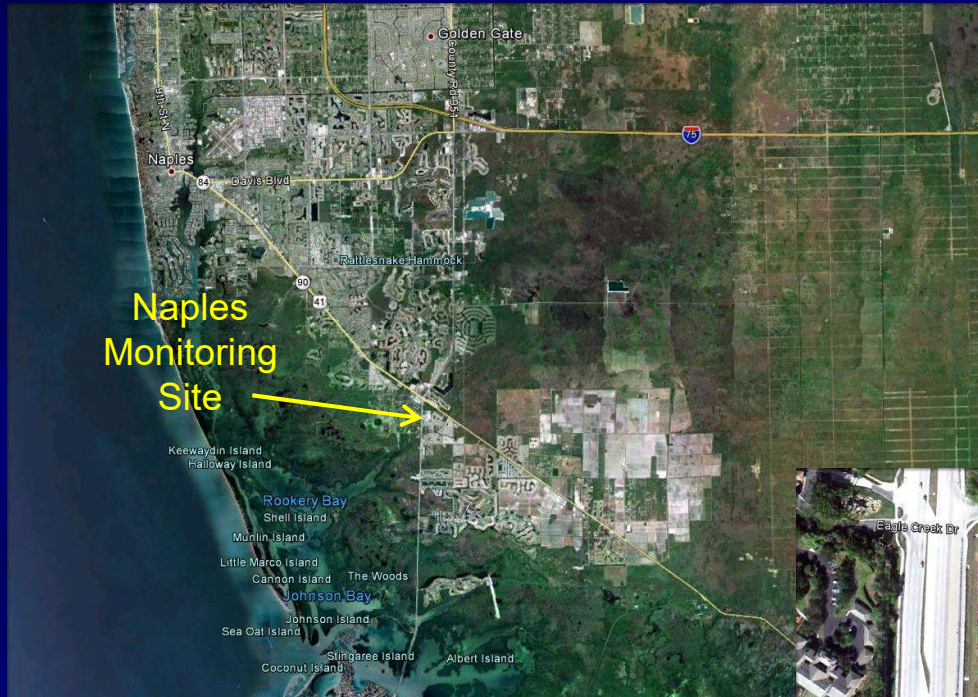 Golden Gate
County Rd 951
9th St N
75
Naples
84
Davis Blvd
Rattlesnake Hammock
90
41
Naples
Monitoring
Site
Keewaydin Island
Halloway Island
Rookery Bay
Shell Island
Munlin Island
Little Marco Island
Cannon Island
The Woods
Johnson Bay
Johnson Island
Sea Oat Island
Stingaree Island
Albert Island
Coconut Island
Eagle Creek Dr